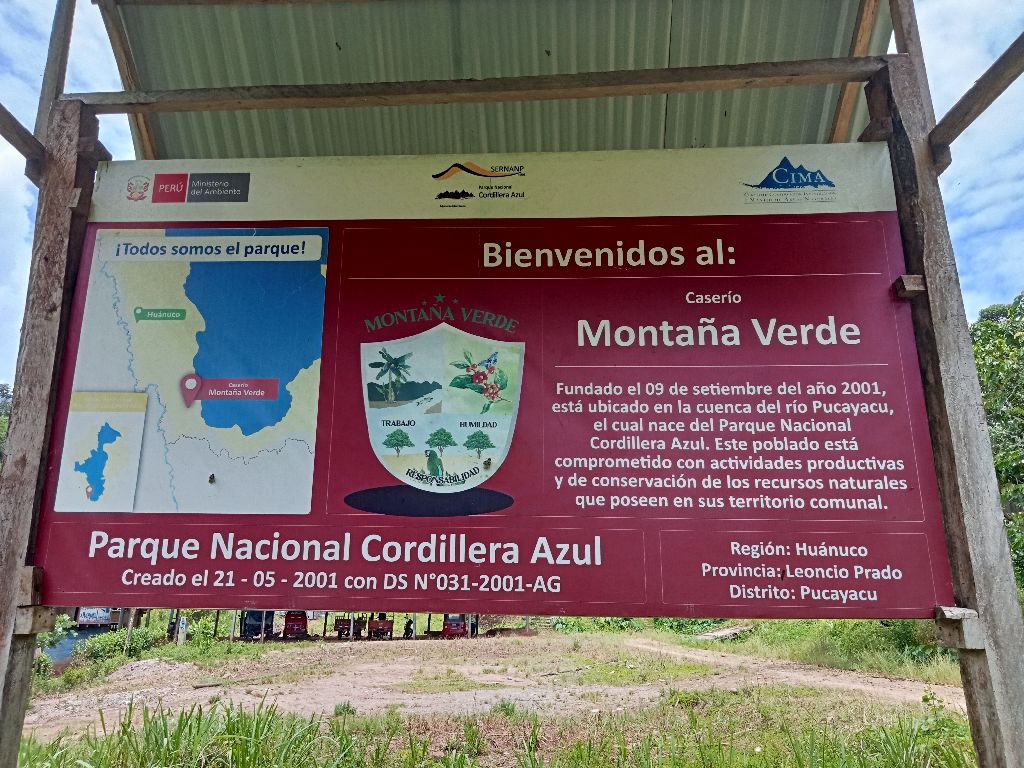 PERÚ
Ministerio
del Ambiente
SERNANP
Parque Nacional
Cordillera Azul
CIMA
¡Todos somos el parque!
Huánuco
Caserío
Montaña Verde
MONTAÑA VERDE
TRABAJO
HUMILDAD
RESPONSABILIDAD
Bienvenidos al:
Caserío
Montaña Verde
Fundado el 09 de setiembre del año 2001,
está ubicado en la cuenca del río Pucayacu,
el cual nace del Parque Nacional
Cordillera Azul. Este poblado está
comprometido con actividades productivas
y de conservación de los recursos naturales
que poseen en sus territorio comunal.
Parque Nacional Cordillera Azul
Creado el 21 - 05 - 2001 con DS N°031-2001-AG
Región: Huánuco
Provincia: Leoncio Prado
Distrito: Pucayacu